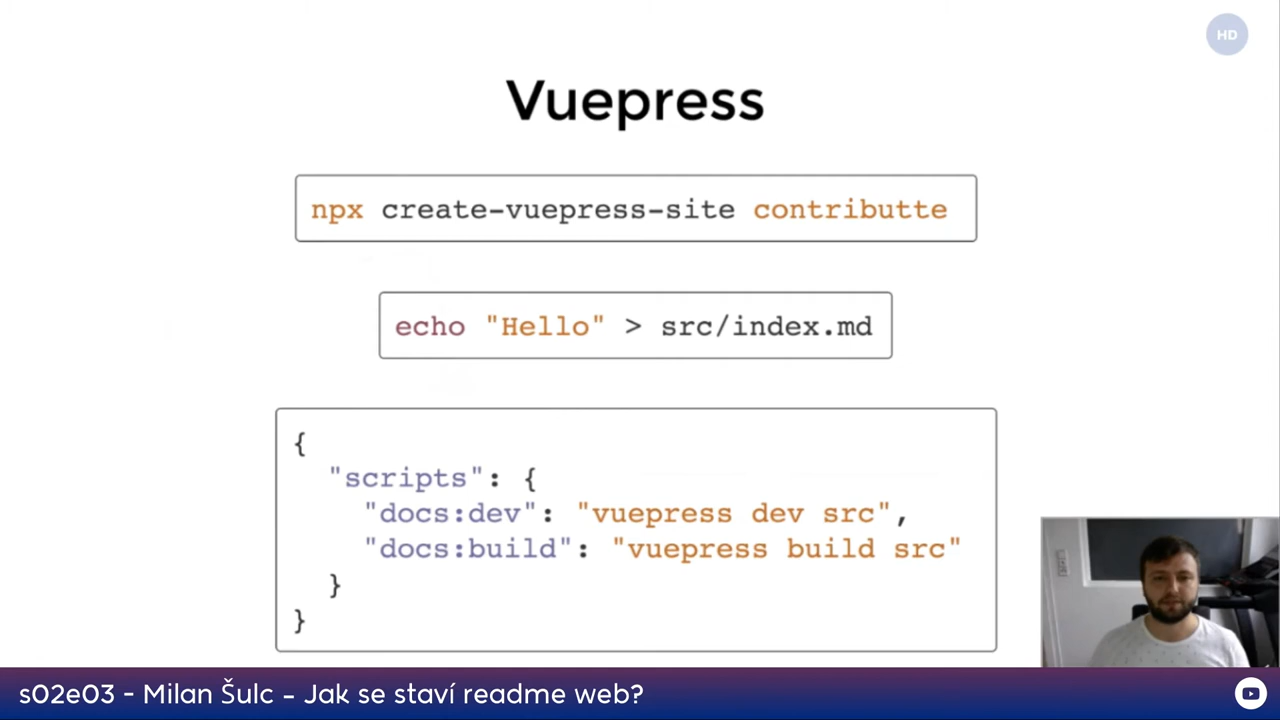 HD
Vuepress
npx create-vuepress-site contributte
echo "Hello" > src/index.md
{
"scripts": {
"docs:dev": "vuepress dev src",
"docs:build": "vuepress build src"
}
}
s02e03 - Milan Šulc - Jak se staví readme web?